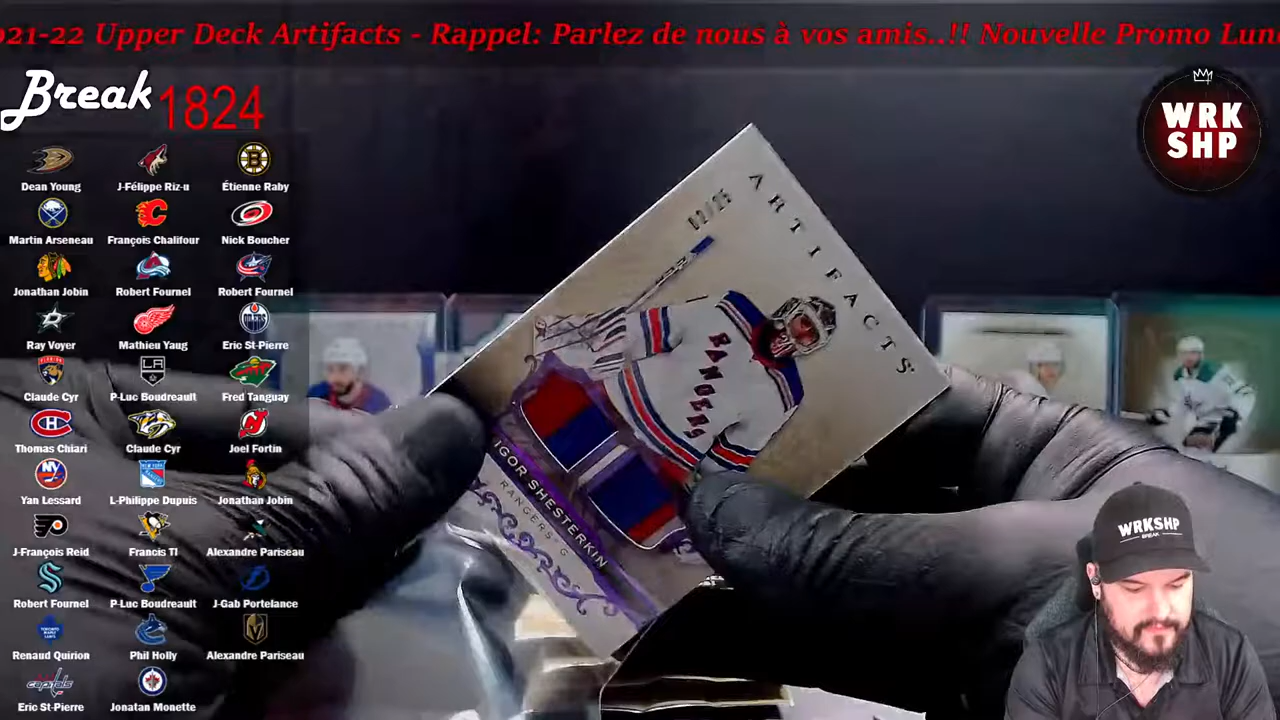 021-22 Upper Deck Artifacts - Rappel: Parlez de nous à vos amis..!! Nouvelle Promo Lun
Break 1824
WRK
SHP
Dean Young
J-Félippe Riz-u
Étienne Raby
Martin Arseneau
François Chalifour
Nick Boucher
Jonathan Jobin
Robert Fournel
Robert Fournel
Ray Voyer
Mathieu Yaug
Eric St-Pierre
Claude Cyr
P-Luc Boudreault
Fred Tanguay
Thomas Chiari
Claude Cyr
Joel Fortin
Yan Lessard
L-Philippe Dupuis
Jonathan Jobin
J-François Reid
Francis Tl
Alexandre Pariseau
Robert Fournel
P-Luc Boudreault
J-Gab Portelance
Renaud Quirion
Phil Holly
Alexandre Pariseau
Eric St-Pierre
Jonatan Monette
ARTIFACTS
RANGERS
IGOR SHESTERKIN
RANGERS G
WRKSHP
BREAK